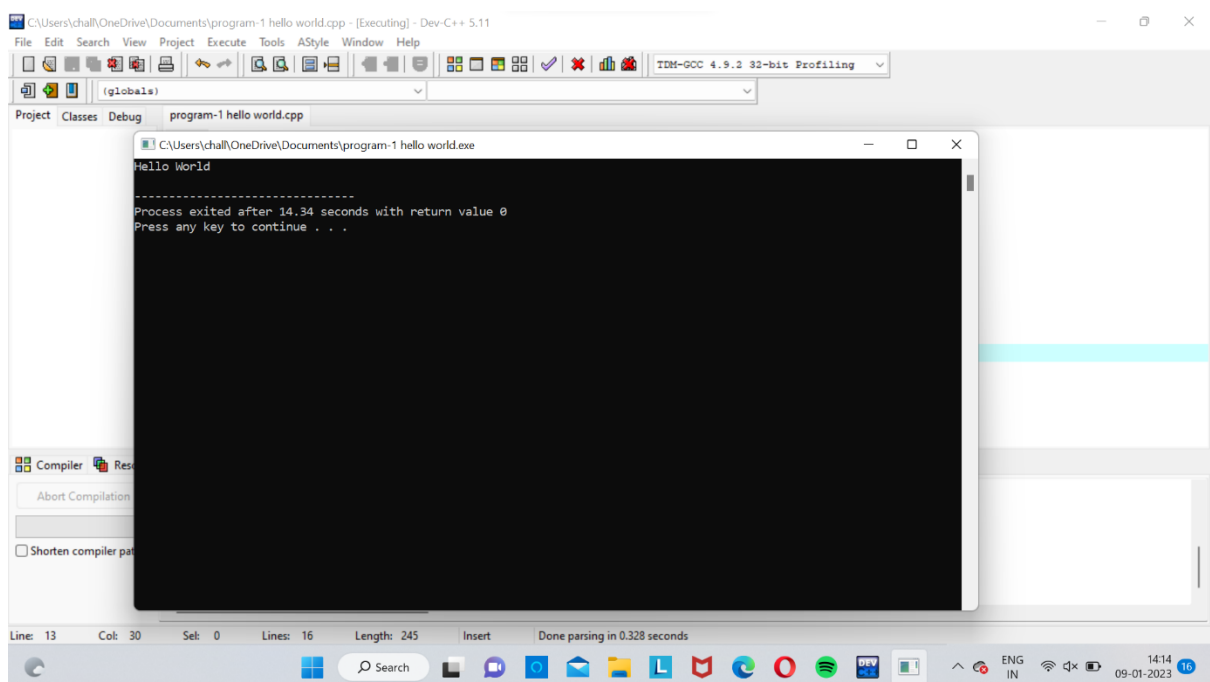 C:\Users\chall\OneDrive\Documents\program-1 hello world.cpp - [Executing] - Dev-C++ 5.11
File Edit Search View Project Execute Tools AStyle Window Help
TDM-GCC 4.9.2 32-bit Profiling
(globals)
Project Classes Debug program-1 hello world.cpp
C:\Users\chall\OneDrive\Documents\program-1 hello world.exe
Hello World
--------------------------------
Process exited after 14.34 seconds with return value 0
Press any key to continue . . .
Compiler
Abort Compilation
Shorten compiler
Line: 13 Col: 30 Sel: 0 Lines: 16 Length: 245 Insert Done parsing in 0.328 seconds
Search L DEV ENG 14:14
IN 09-01-2023 16